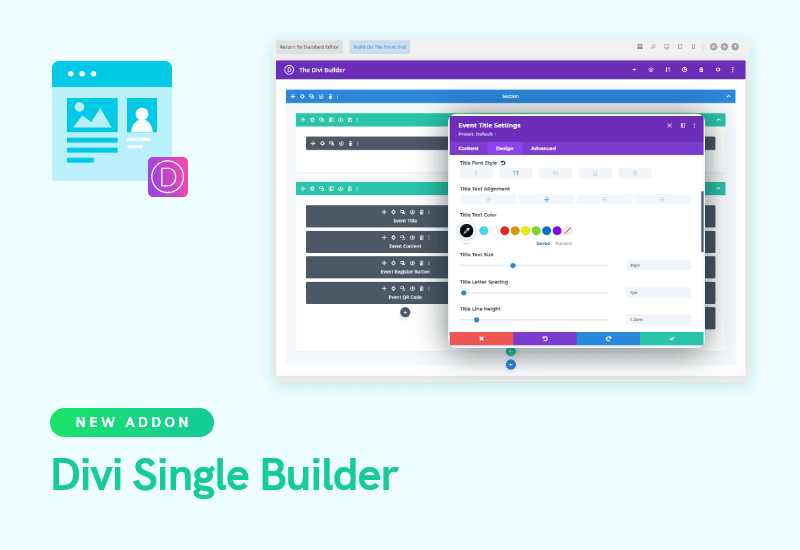 Return To Standard Editor
Build On The Front End
The Divi Builder
Section
Event Title
Event Content
Event Register Button
Event QR Code
Event Title Settings
Preset: Default
Content Design Advanced
Title Font Style
TT
Tт
U
S
Title Text Alignment
Title Text Color
Saved Recent
Title Text Size
Title Letter Spacing
1px
Title Line Height
1.2em
D
NEW ADDON
Divi Single Builder